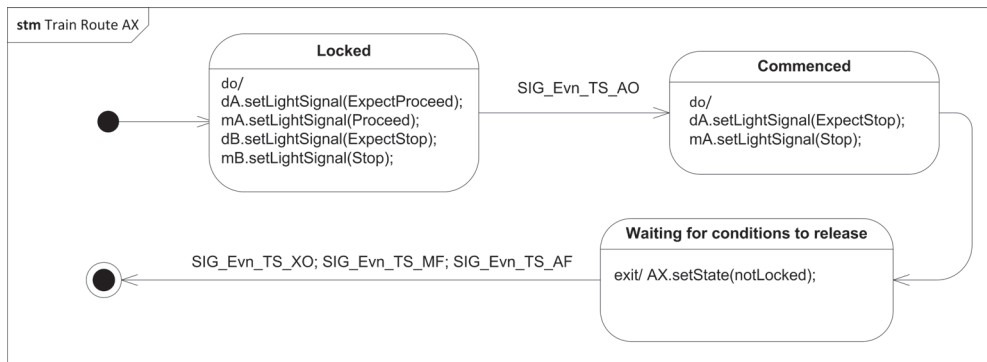 stm Train Route AX
Locked
do/
dA.setLightSignal(ExpectProceed);
mA.setLightSignal(Proceed);
dB.setLightSignal(ExpectStop);
mB.setLightSignal(Stop);
SIG_Evn_TS_AO
Commenced
do/
dA.setLightSignal(ExpectStop);
mA.setLightSignal(Stop);
Waiting for conditions to release
exit/ AX.setState(notLocked);
SIG_Evn_TS_XO; SIG_Evn_TS_MF; SIG_Evn_TS_AF